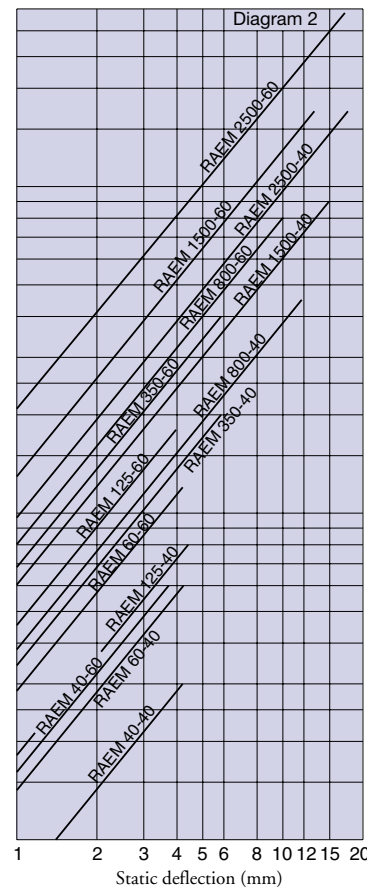 Diagram 2
RAEM 2500-60
RAEM 1500-60
RAEM 2500-40
RAEM 800-60
RAEM 1500-40
RAEM 350-60
RAEM 800-40
RAEM 350-40
RAEM 125-60
RAEM 60-60
RAEM 125-40
RAEM 40-60
RAEM 60-40
RAEM 40-40
1 2 3 4 5 6 8 10 12 15 20
Static deflection (mm)